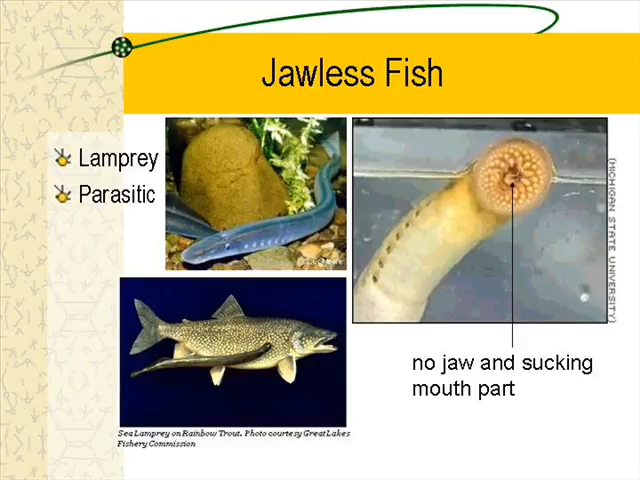 Jawless Fish
Lamprey
Parasitic
(MICHIGAN STATE UNIVERSITY)
no jaw and sucking
mouth part
Sea Lamprey on Rainbow Trout. Photo courtesy Great Lakes
Fishery Commission